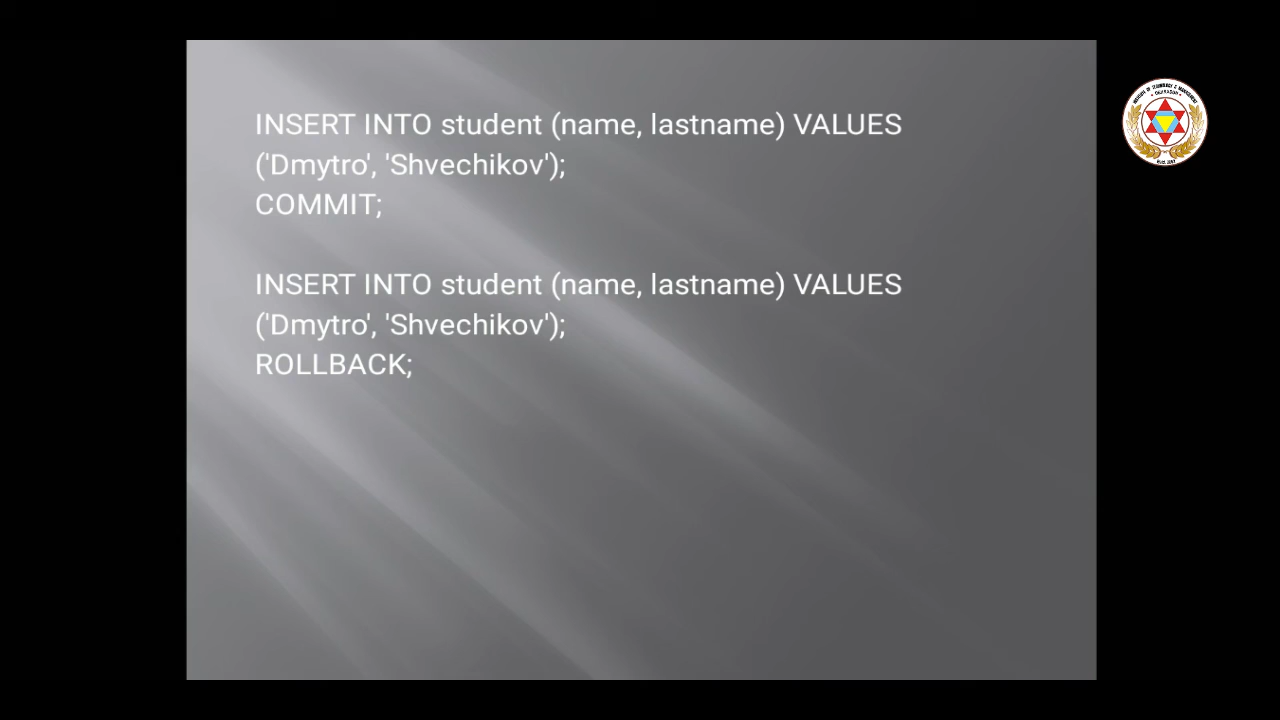 INSERT INTO student (name, lastname) VALUES
('Dmytro', 'Shvechikov');
COMMIT;
INSERT INTO student (name, lastname) VALUES
('Dmytro', 'Shvechikov');
ROLLBACK;